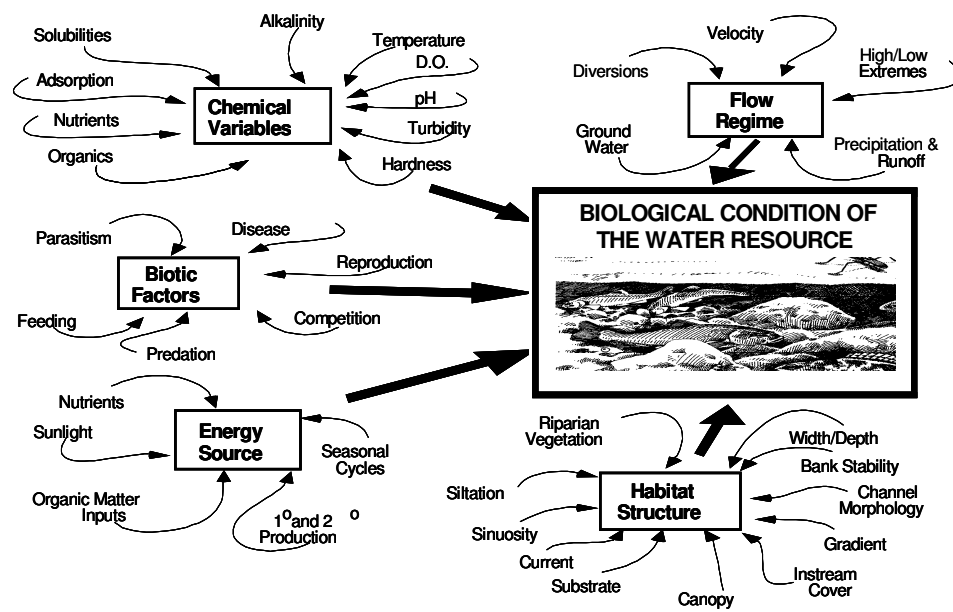 Solubilities
Alkalinity
Temperature
D.O.
Adsorption
pH
Nutrients
Turbidity
Organics
Hardness
Chemical
Variables
Velocity
Diversions
High/Low
Extremes
Flow
Regime
Ground
Water
Precipitation &
Runoff
BIOLOGICAL CONDITION OF
THE WATER RESOURCE
Parasitism
Disease
Reproduction
Biotic
Factors
Feeding
Predation
Competition
Nutrients
Sunlight
Energy
Source
Seasonal
Cycles
Organic Matter
Inputs
1o and 2 o
Production
Riparian
Vegetation
Width/Depth
Bank Stability
Siltation
Habitat
Structure
Channel
Morphology
Sinuosity
Gradient
Current
Substrate
Canopy
Instream
Cover